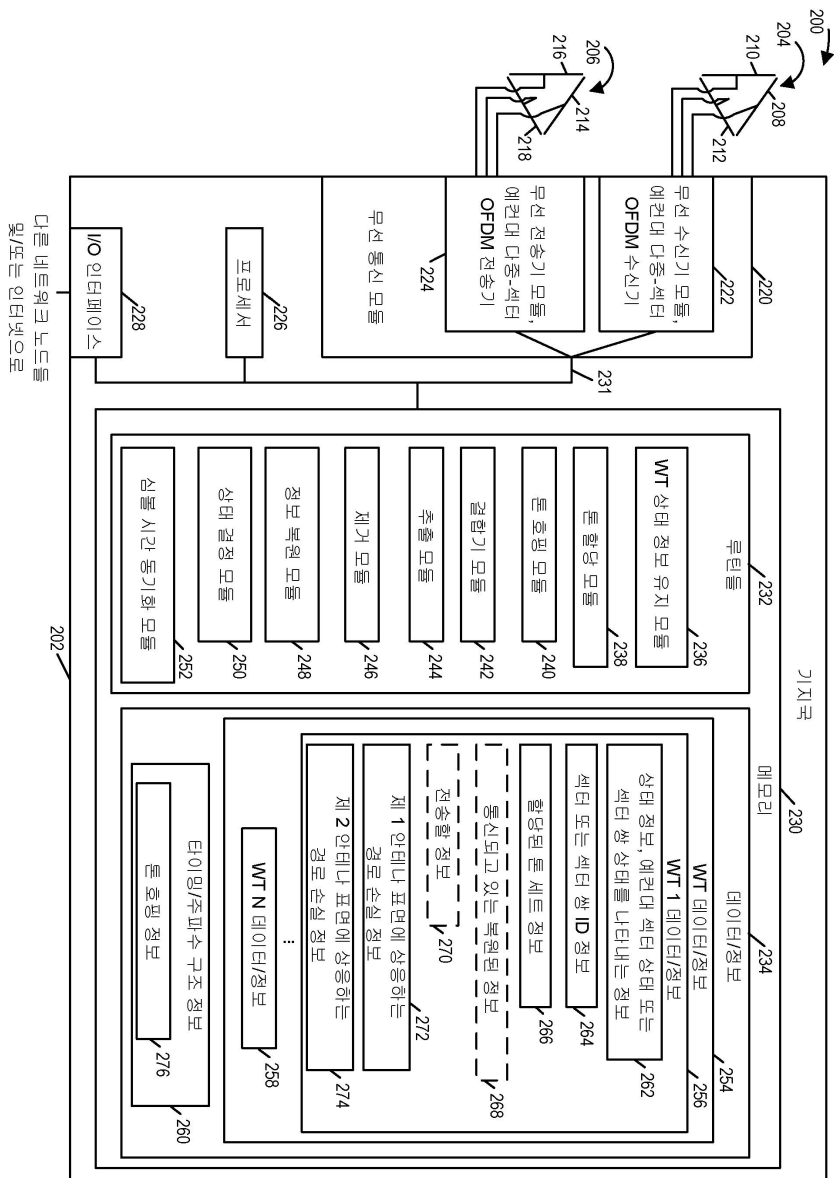 200
204
210
208
212
206
216
214
218
기지국
220
무선 수신기 모듈,
예컨대 다중-섹터
OFDM 수신기
222
무선 전송기 모듈,
예컨대 다중-섹터
OFDM 전송기
224
무선 통신 모듈
프로세서
226
I/O 인터페이스
228
다른 네트워크 노드들
및/또는 인터넷으로
231
202
메모리
230
루틴들
232
WT 상태 정보 유지 모듈
236
톤 할당 모듈
238
톤 호핑 모듈
240
결합기 모듈
242
추출 모듈
244
제거 모듈
246
정보 복원 모듈
248
상태 결정 모듈
250
심볼 시간 동기화 모듈
252
데이터/정보
234
WT 데이터/정보
254
WT 1 데이터/정보
256
상태 정보, 예컨대 섹터 상태 또는
섹터 쌍 상태를 나타내는 정보
262
섹터 또는 섹터 쌍 ID 정보
264
할당된 톤 세트 정보
266
통신되고 있는 복원된 정보
268
전송할 정보
270
제 1 안테나 표면에 상응하는
경로 손실 정보
272
제 2 안테나 표면에 상응하는
경로 손실 정보
274
...
WT N 데이터/정보
258
타이밍/주파수 구조 정보
260
톤 호핑 정보
276